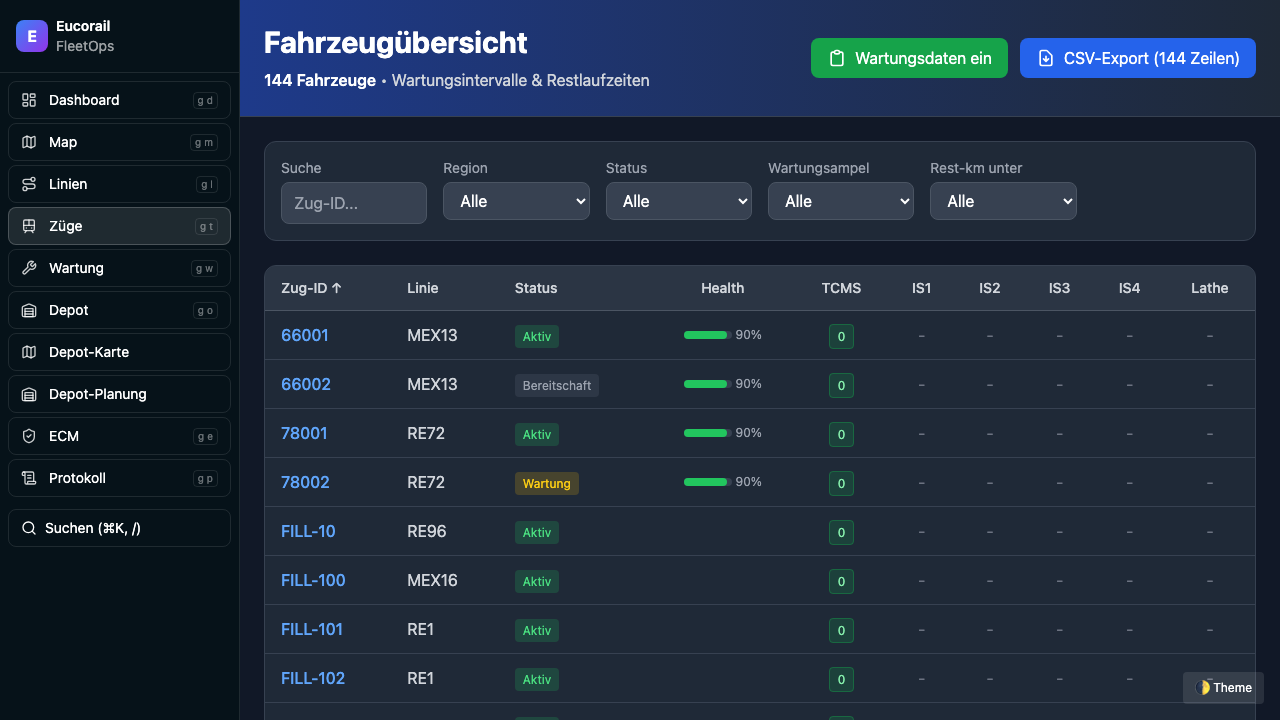 E
Eucorail
FleetOps
Dashboard g d
Map g m
Linien g l
Züge g t
Wartung g w
Depot g o
Depot-Karte
Depot-Planung
ECM g e
Protokoll g p
Suchen (⌘K, /)
Fahrzeugübersicht
144 Fahrzeuge • Wartungsintervalle & Restlaufzeiten
Wartungsdaten ein
CSV-Export (144 Zeilen)
Suche Region Status Wartungsampel Rest-km unter
Zug-ID... Alle Alle Alle Alle
Zug-ID ↑ Linie Status Health TCMS IS1 IS2 IS3 IS4 Lathe
66001 MEX13 Aktiv 90% 0 – – – – –
66002 MEX13 Bereitschaft 90% 0 – – – – –
78001 RE72 Aktiv 90% 0 – – – – –
78002 RE72 Wartung 90% 0 – – – – –
FILL-10 RE96 Aktiv 0 – – – – –
FILL-100 MEX16 Aktiv 0 – – – – –
FILL-101 RE1 Aktiv 0 – – – – –
FILL-102 RE1 Aktiv 0 – – – – –
Theme